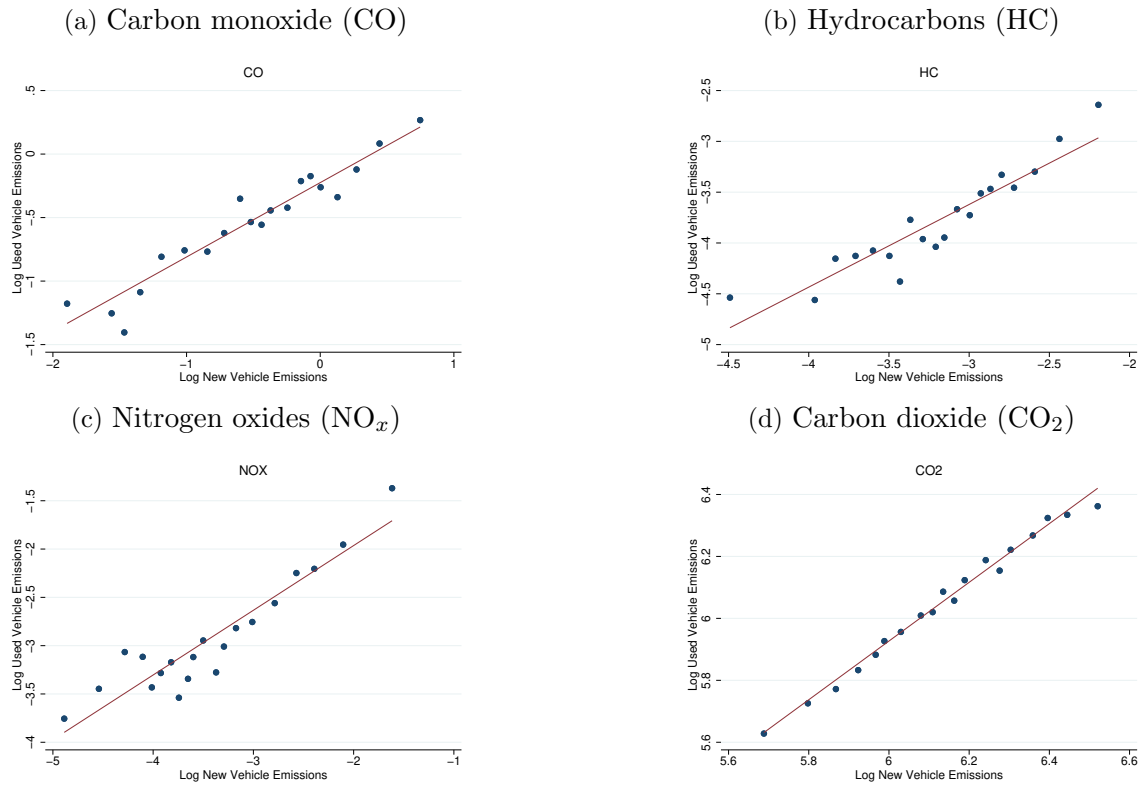 (a) Carbon monoxide (CO)
CO
Log Used Vehicle Emissions
.5
0
-.5
-1
-1.5
-2 -1 0 1
Log New Vehicle Emissions
(b) Hydrocarbons (HC)
HC
Log Used Vehicle Emissions
-2.5
-3
-3.5
-4
-4.5
-5
-4.5 -4 -3.5 -3 -2.5 -2
Log New Vehicle Emissions
(c) Nitrogen oxides (NOₓ)
NOX
Log Used Vehicle Emissions
-1.5
-2
-2.5
-3
-3.5
-4
-5 -4 -3 -2 -1
Log New Vehicle Emissions
(d) Carbon dioxide (CO₂)
CO2
Log Used Vehicle Emissions
6.4
6.2
6
5.8
5.6
5.6 5.8 6 6.2 6.4 6.6
Log New Vehicle Emissions